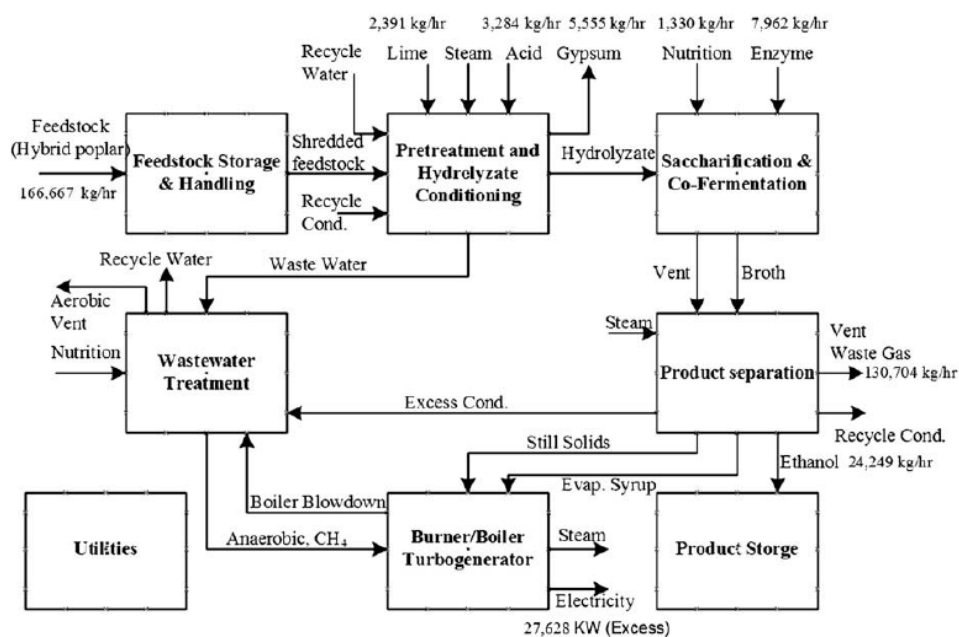 2,391 kg/hr 3,284 kg/hr 5,555 kg/hr 1,330 kg/hr 7,962 kg/hr
Recycle
Water
Lime Steam Acid Gypsum Nutrition Enzyme
Feedstock
(Hybrid poplar)
166,667 kg/hr
Feedstock Storage
& Handling
Shredded
feedstock
Recycle
Cond.
Pretreatment and
Hydrolyzate
Conditioning
Hydrolyzate
Saccharification &
Co-Fermentation
Recycle Water
Waste Water
Vent Broth
Aerobic
Vent
Nutrition
Wastewater
Treatment
Steam
Product separation
Vent
Waste Gas
130,704 kg/hr
Excess Cond.
Recycle Cond.
Still Solids
Ethanol 24,249 kg/hr
Evap. Syrup
Boiler Blowdown
Utilities
Anaerobic, CH₄
Burner/Boiler
Turbogenerator
Steam
Product Storge
Electricity
27,628 KW (Excess)